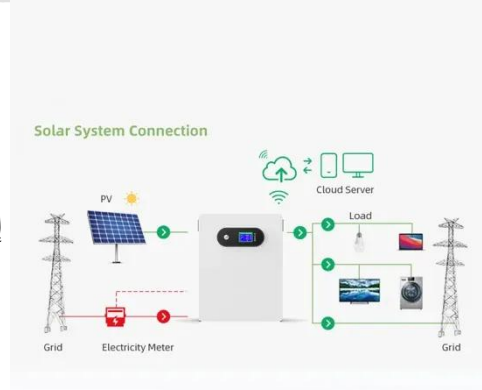 Solar System Connection
Cloud Server
PV
Load
Grid
Electricity Meter
Grid